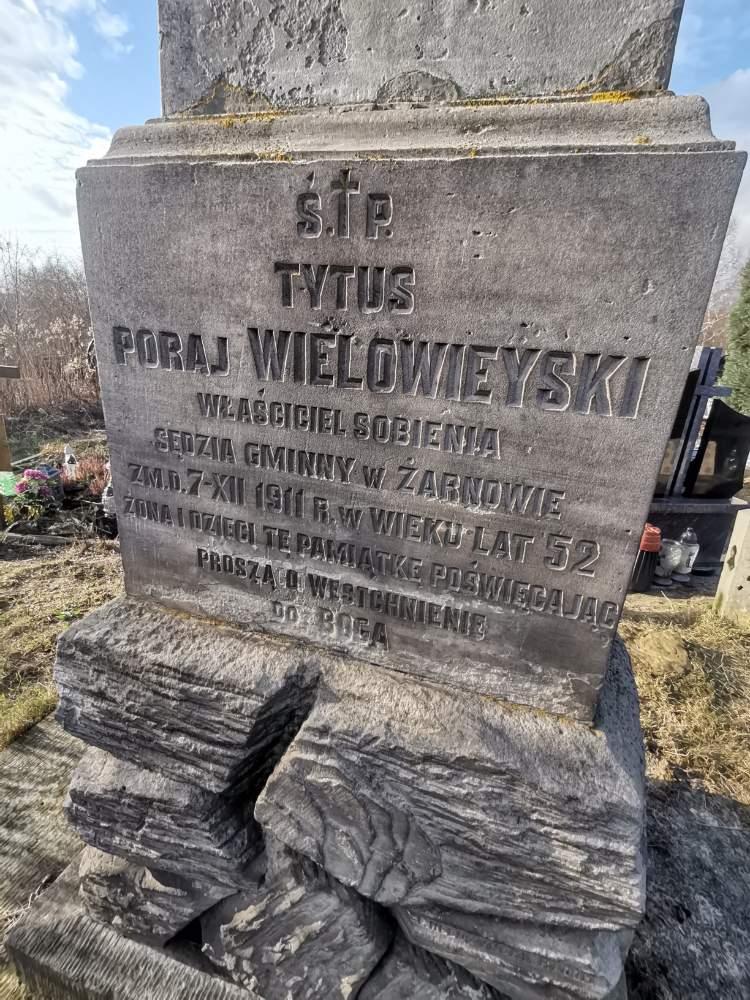 Ś.†P.
TYTUS
PORAJ WIELOWIEYSKI
WŁAŚCICIEL SOBIENIA
SĘDZIA GMINNY W ŻARNOWIE
ZM. D. 7-XII 1911 R. W WIEKU LAT 52
ŻONA I DZIECI TĘ PAMIĄTKĘ POŚWIĘCAJĄC
PROSZĄ O WESTCHNIENIE
DO BOGA